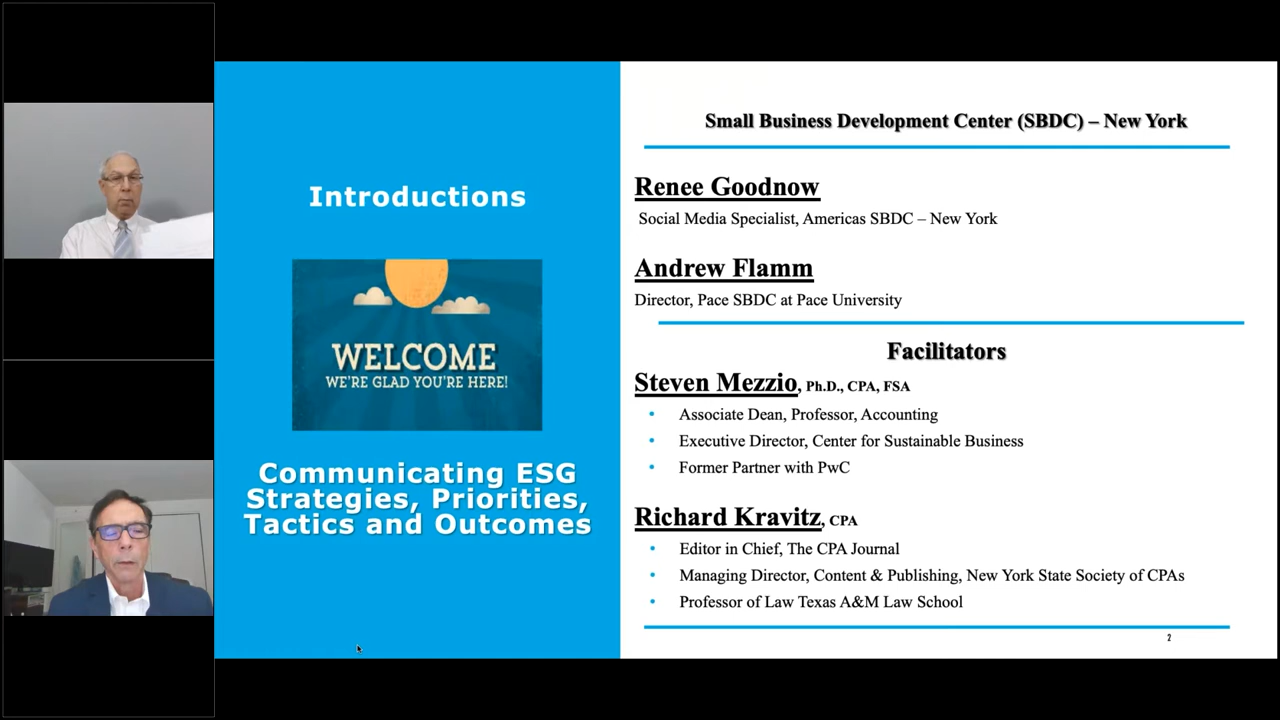 Introductions
WELCOME
WE'RE GLAD YOU'RE HERE!
Communicating ESG
Strategies, Priorities,
Tactics and Outcomes
Small Business Development Center (SBDC) – New York
Renee Goodnow
Social Media Specialist, Americas SBDC – New York
Andrew Flamm
Director, Pace SBDC at Pace University
Facilitators
Steven Mezzio, Ph.D., CPA, FSA
• Associate Dean, Professor, Accounting
• Executive Director, Center for Sustainable Business
• Former Partner with PwC
Richard Kravitz, CPA
• Editor in Chief, The CPA Journal
• Managing Director, Content & Publishing, New York State Society of CPAs
• Professor of Law Texas A&M Law School
2